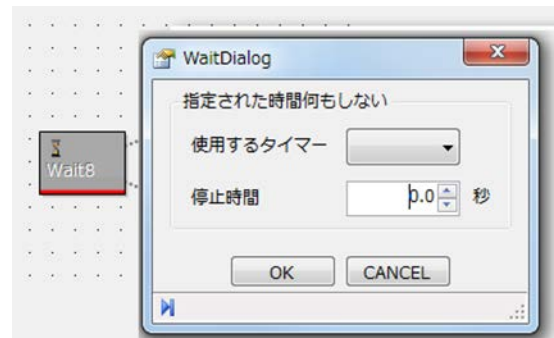 WaitDialog
指定された時間何もしない
使用するタイマー
Wait8
停止時間 0.0 秒
OK CANCEL